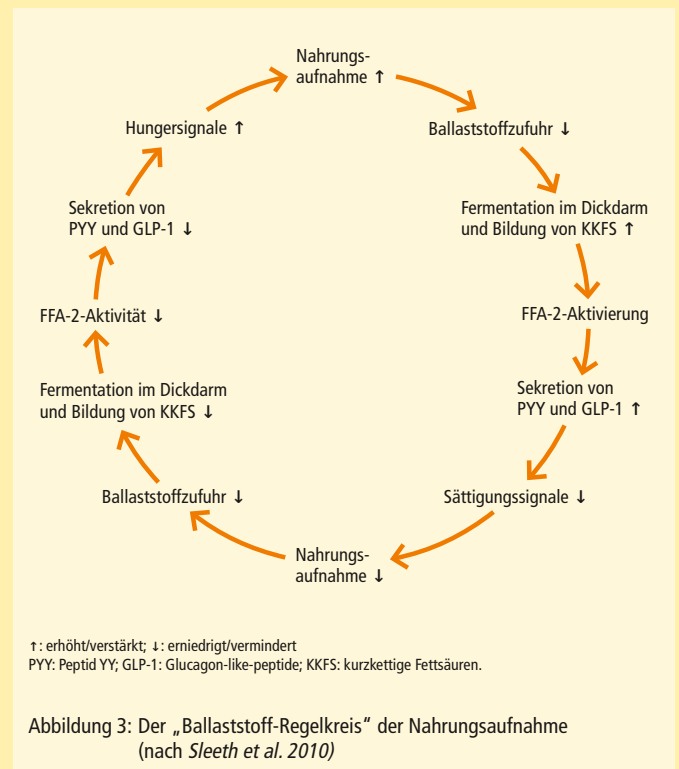 Nahrungs-
aufnahme ↑
Ballaststoffzufuhr ↓
Fermentation im Dickdarm
und Bildung von KKFS ↑
FFA-2-Aktivierung
Sekretion von
PYY und GLP-1 ↑
Sättigungssignale ↓
Nahrungs-
aufnahme ↓
Ballaststoffzufuhr ↓
Fermentation im Dickdarm
und Bildung von KKFS ↓
FFA-2-Aktivität ↓
Sekretion von
PYY und GLP-1 ↓
Hungersignale ↑
↑: erhöht/verstärkt; ↓: erniedrigt/vermindert
PYY: Peptid YY; GLP-1: Glucagon-like-peptide; KKFS: kurzkettige Fettsäuren.
Abbildung 3: Der „Ballaststoff-Regelkreis“ der Nahrungsaufnahme
(nach Sleeth et al. 2010)